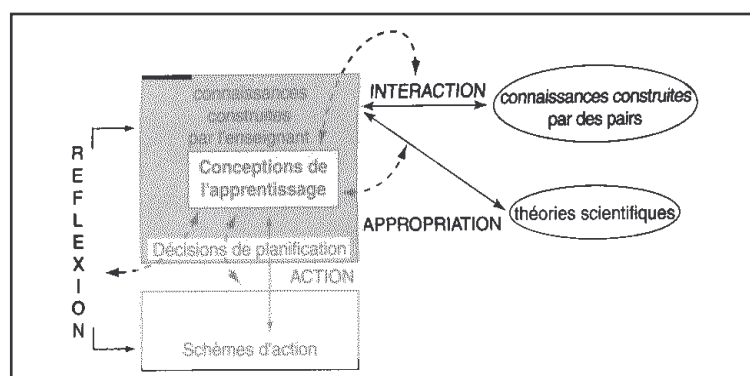 connaissances
construites
par l'enseignant
Conceptions de
l'apprentissage
Décisions de planification
ACTION
Schèmes d'action
REFLEXION
INTERACTION
connaissances construites
par des pairs
APPROPRIATION
théories scientifiques